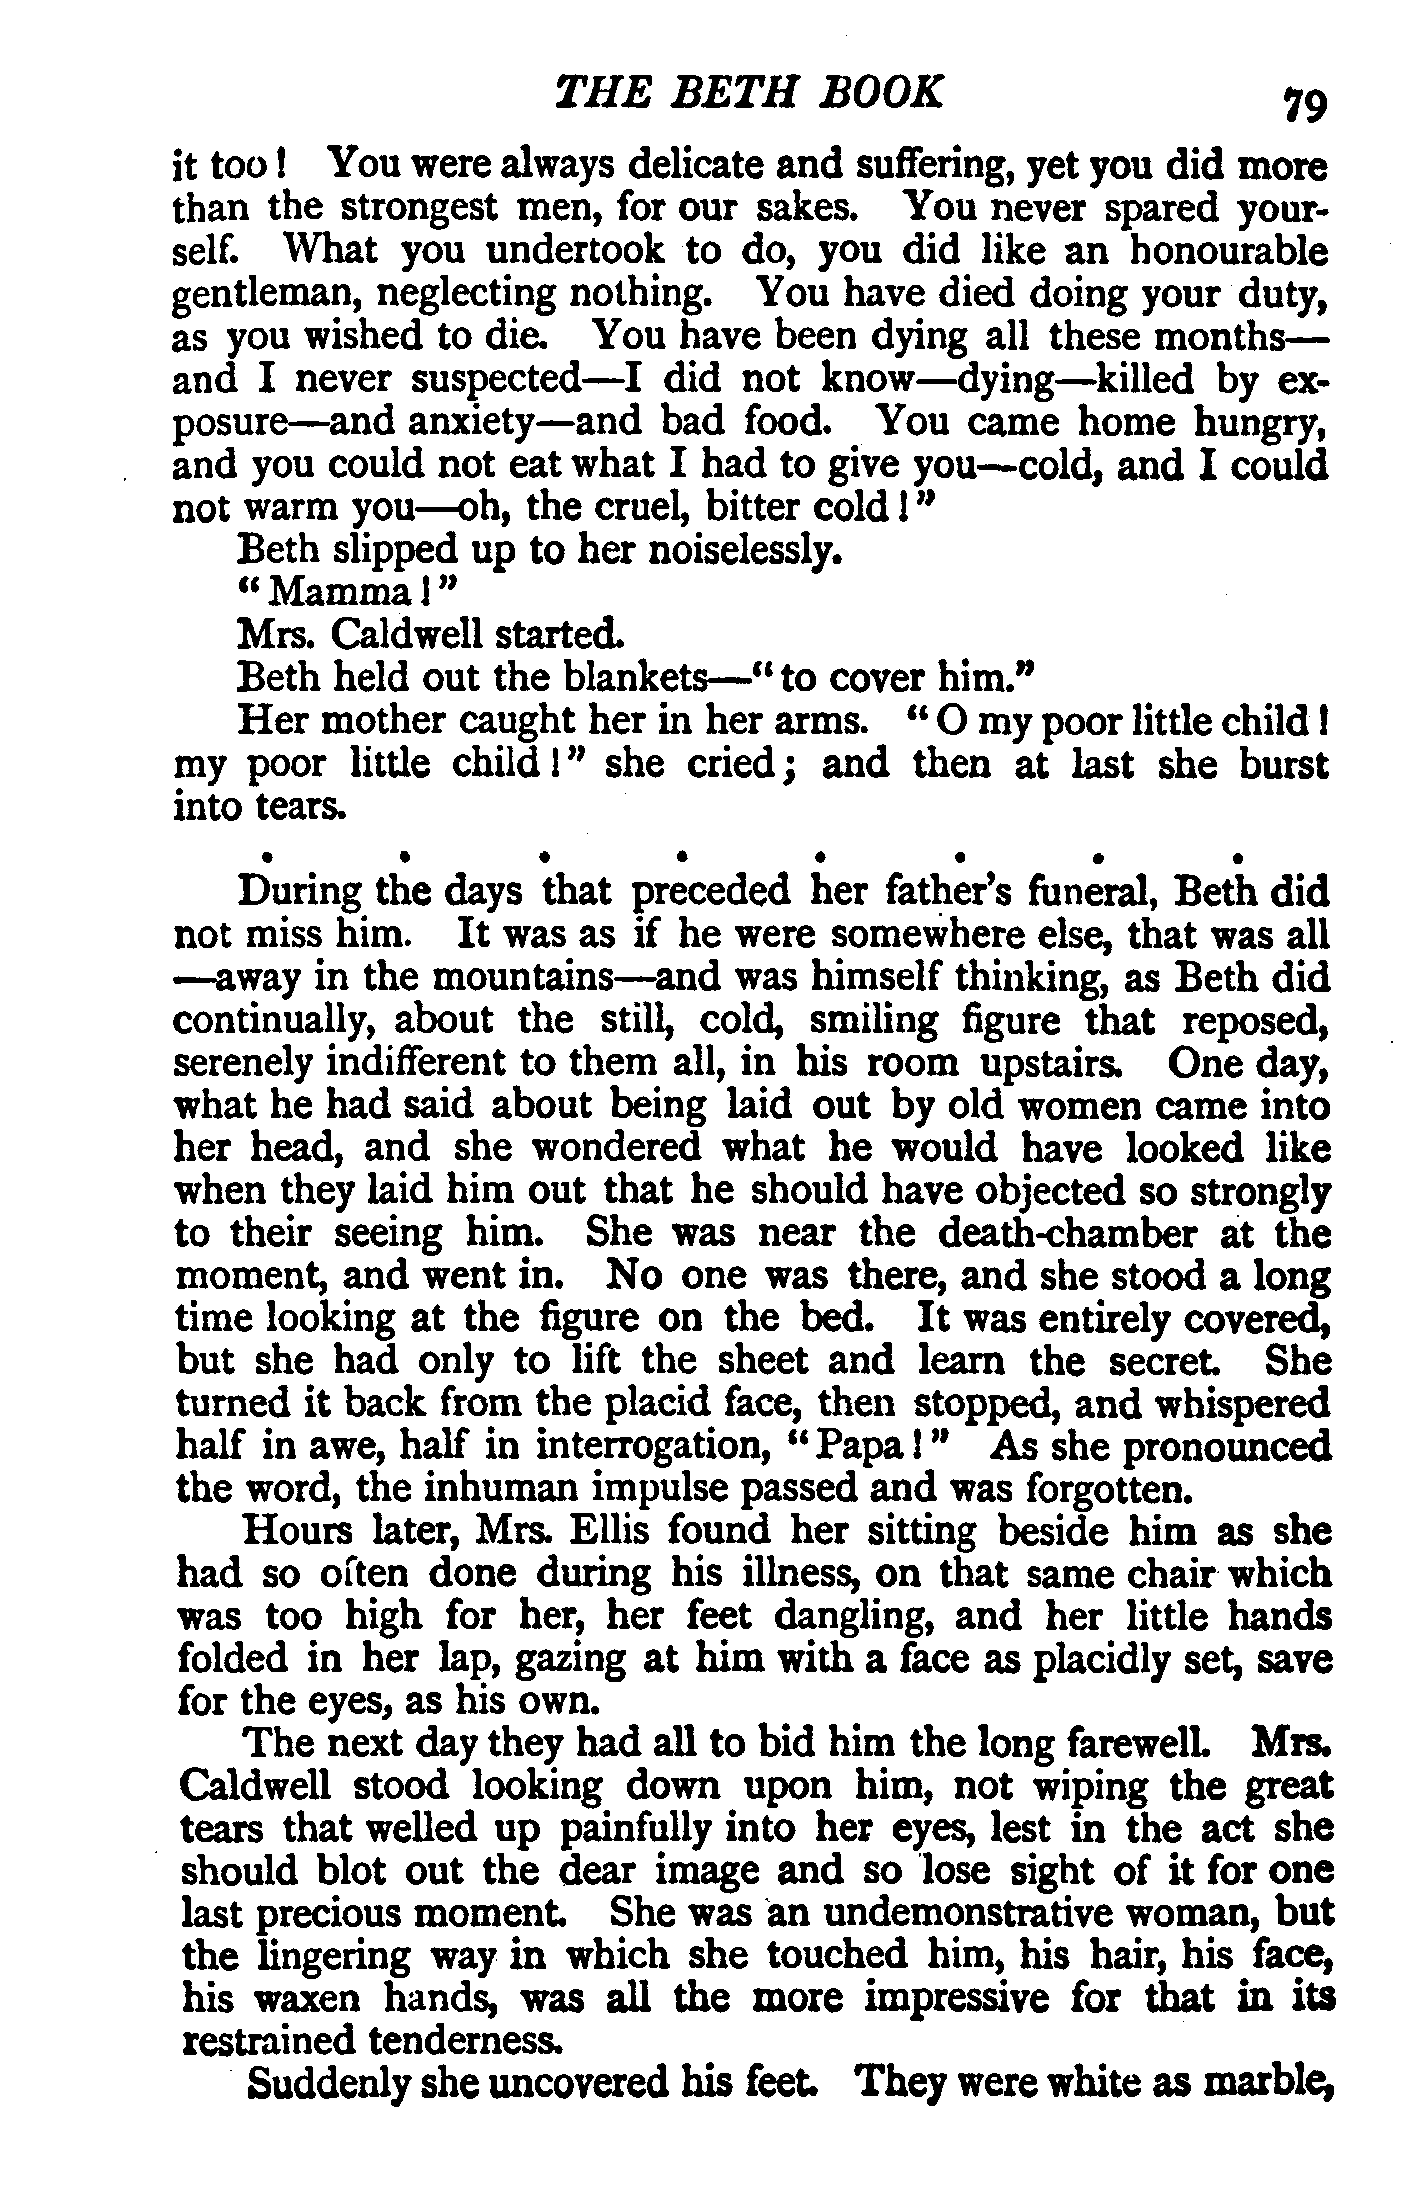 THE BETH BOOK 79
it too! You were always delicate and suffering, yet you did more
than the strongest men, for our sakes. You never spared your-
self. What you undertook to do, you did like an honourable
gentleman, neglecting nothing. You have died doing your duty,
as you wished to die. You have been dying all these months—
and I never suspected—I did not know—dying—killed by ex-
posure—and anxiety—and bad food. You came home hungry,
and you could not eat what I had to give you—cold, and I could
not warm you—oh, the cruel, bitter cold!”
Beth slipped up to her noiselessly.
“Mamma!”
Mrs. Caldwell started.
Beth held out the blankets—“to cover him.”
Her mother caught her in her arms. “O my poor little child!
my poor little child!” she cried; and then at last she burst
into tears.
. . . . . . . .
During the days that preceded her father’s funeral, Beth did
not miss him. It was as if he were somewhere else, that was all
—away in the mountains—and was himself thinking, as Beth did
continually, about the still, cold, smiling figure that reposed,
serenely indifferent to them all, in his room upstairs. One day,
what he had said about being laid out by old women came into
her head, and she wondered what he would have looked like
when they laid him out that he should have objected so strongly
to their seeing him. She was near the death-chamber at the
moment, and went in. No one was there, and she stood a long
time looking at the figure on the bed. It was entirely covered,
but she had only to lift the sheet and learn the secret. She
turned it back from the placid face, then stopped, and whispered
half in awe, half in interrogation, “Papa!” As she pronounced
the word, the inhuman impulse passed and was forgotten.
Hours later, Mrs. Ellis found her sitting beside him as she
had so often done during his illness, on that same chair which
was too high for her, her feet dangling, and her little hands
folded in her lap, gazing at him with a face as placidly set, save
for the eyes, as his own.
The next day they had all to bid him the long farewell. Mrs.
Caldwell stood looking down upon him, not wiping the great
tears that welled up painfully into her eyes, lest in the act she
should blot out the dear image and so lose sight of it for one
last precious moment. She was an undemonstrative woman, but
the lingering way in which she touched him, his hair, his face,
his waxen hands, was all the more impressive for that in its
restrained tenderness.
Suddenly she uncovered his feet. They were white as marble,